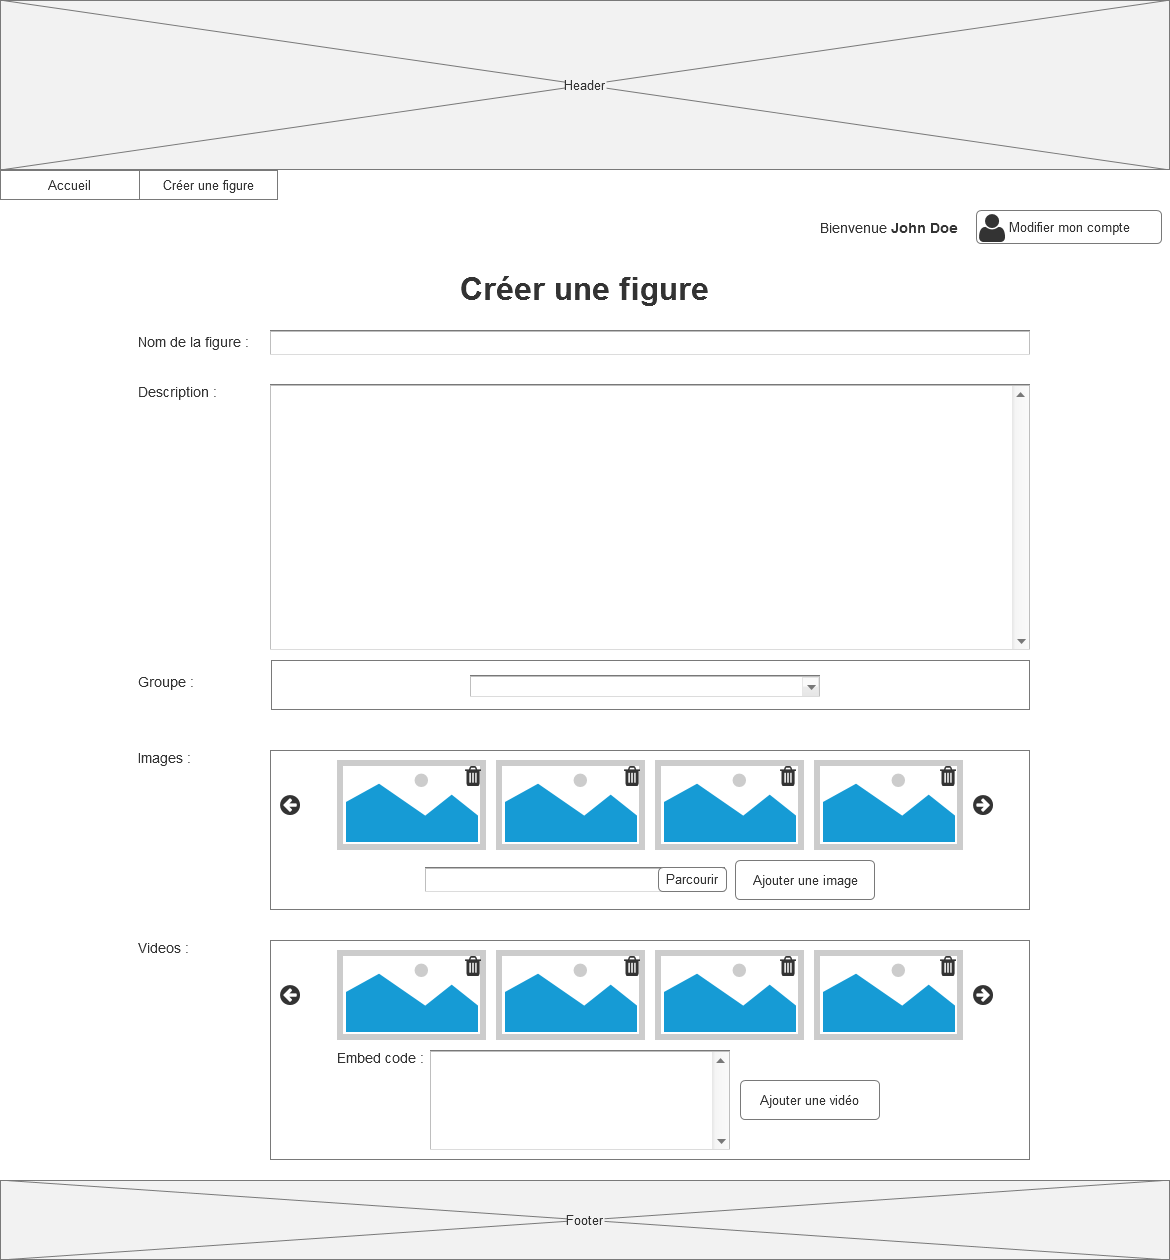 Header
Accueil
Créer une figure
Bienvenue John Doe
Modifier mon compte
Créer une figure
Nom de la figure :
Description :
Groupe :
Images :
Parcourir
Ajouter une image
Videos :
Embed code :
Ajouter une vidéo
Footer